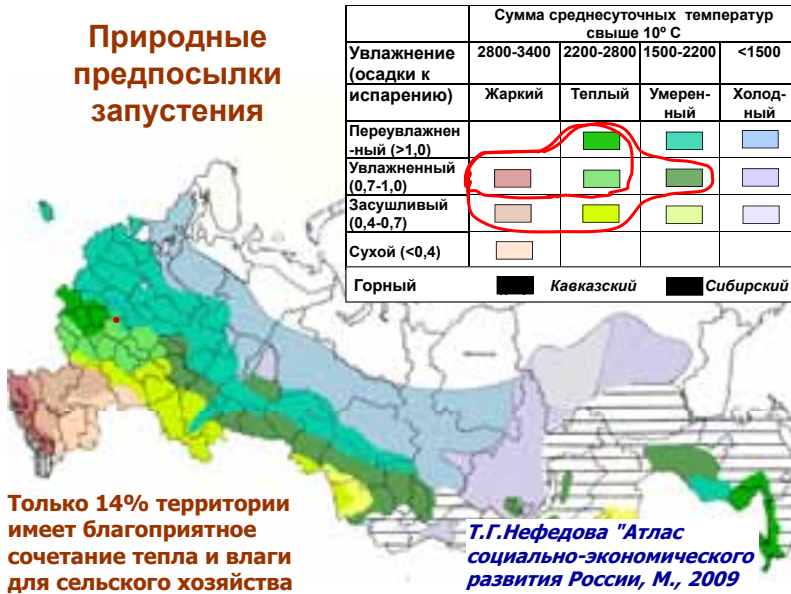 Природные
предпосылки
запустения
Сумма среднесуточных температур
свыше 10º С
Увлажнение
(осадки к
испарению)
2800-3400
2200-2800
1500-2200
<1500
Жаркий
Теплый
Умерен-
ный
Холод-
ный
Переувлажнен
-ный (>1,0)
Увлажненный
(0,7-1,0)
Засушливый
(0,4-0,7)
Сухой (<0,4)
Горный
Кавказский
Сибирский
Только 14% территории
имеет благоприятное
сочетание тепла и влаги
для сельского хозяйства
Т.Г.Нефедова "Атлас
социально-экономического
развития России, М., 2009